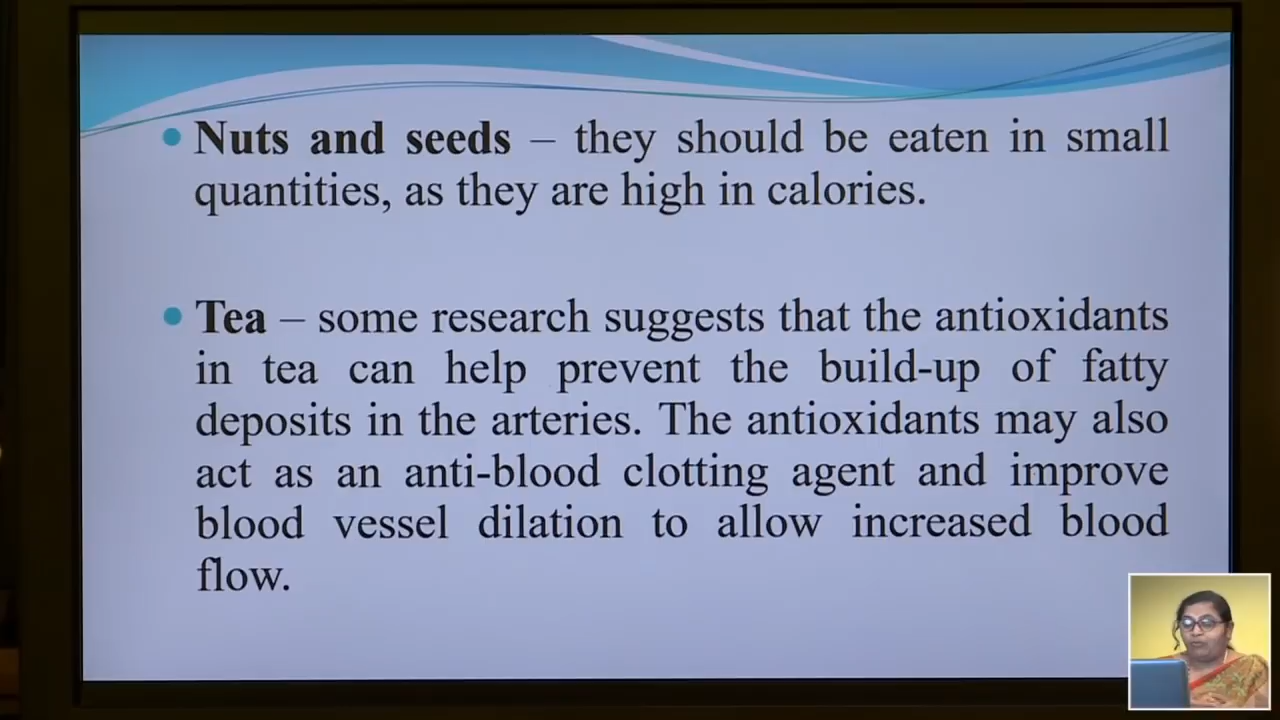 Nuts and seeds – they should be eaten in small
quantities, as they are high in calories.
Tea – some research suggests that the antioxidants
in tea can help prevent the build-up of fatty
deposits in the arteries. The antioxidants may also
act as an anti-blood clotting agent and improve
blood vessel dilation to allow increased blood
flow.